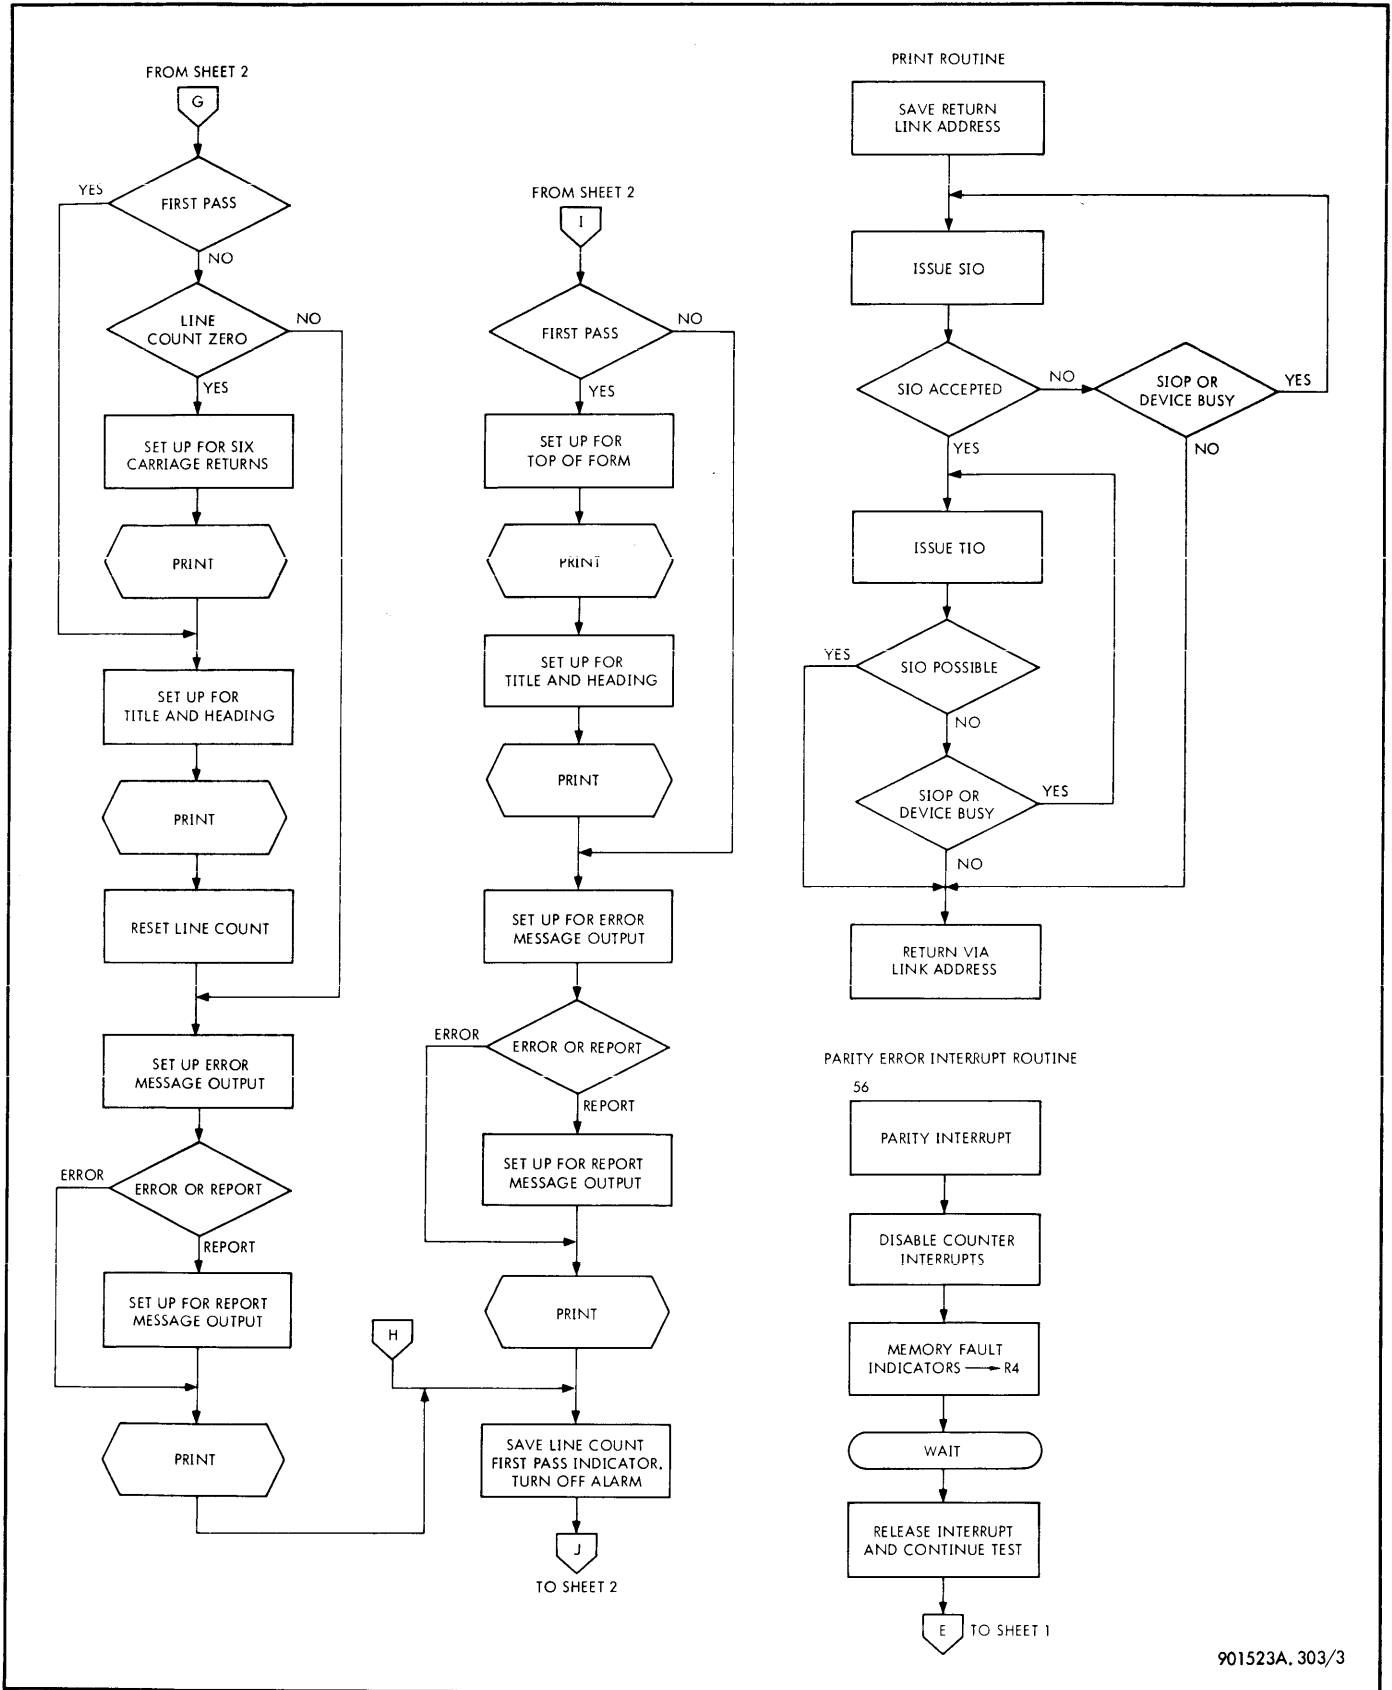 FROM SHEET 2
G
FIRST PASS
YES
NO
LINE
COUNT ZERO
NO
YES
SET UP FOR SIX
CARRIAGE RETURNS
PRINT
SET UP FOR
TITLE AND HEADING
PRINT
RESET LINE COUNT
SET UP ERROR
MESSAGE OUTPUT
ERROR
ERROR OR REPORT
REPORT
SET UP FOR REPORT
MESSAGE OUTPUT
PRINT
FROM SHEET 2
I
FIRST PASS
NO
YES
SET UP FOR
TOP OF FORM
PRINT
SET UP FOR
TITLE AND HEADING
PRINT
SET UP FOR ERROR
MESSAGE OUTPUT
ERROR
ERROR OR REPORT
REPORT
SET UP FOR REPORT
MESSAGE OUTPUT
PRINT
H
SAVE LINE COUNT
FIRST PASS INDICATOR.
TURN OFF ALARM
J
TO SHEET 2
PRINT ROUTINE
SAVE RETURN
LINK ADDRESS
ISSUE SIO
SIO ACCEPTED
NO
SIOP OR
DEVICE BUSY
YES
YES
NO
ISSUE TIO
YES
SIO POSSIBLE
NO
SIOP OR
DEVICE BUSY
YES
NO
RETURN VIA
LINK ADDRESS
PARITY ERROR INTERRUPT ROUTINE
56
PARITY INTERRUPT
DISABLE COUNTER
INTERRUPTS
MEMORY FAULT
INDICATORS → R4
WAIT
RELEASE INTERRUPT
AND CONTINUE TEST
E TO SHEET 1
901523A. 303/3